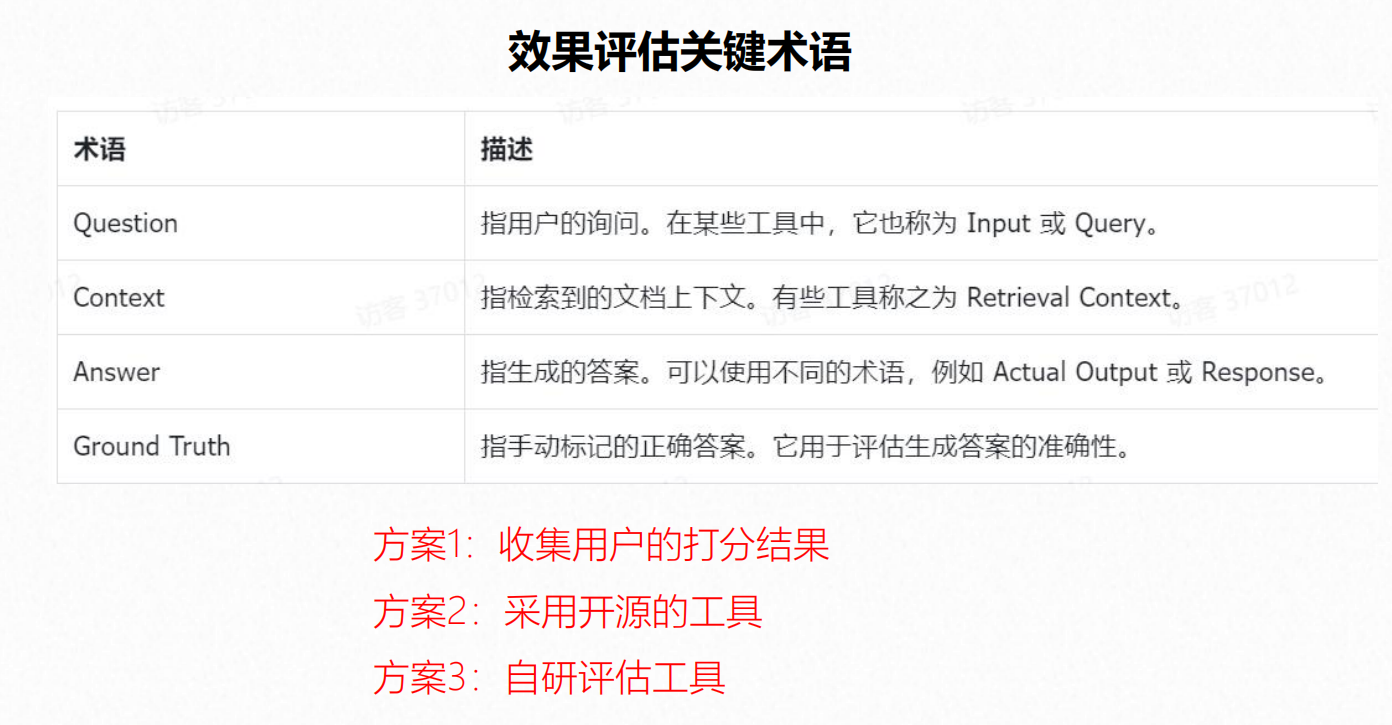 效果评估关键术语
术语 描述
Question 指用户的询问。在某些工具中，它也称为 Input 或 Query。
Context 指检索到的文档上下文。有些工具称之为 Retrieval Context。
Answer 指生成的答案。可以使用不同的术语，例如 Actual Output 或 Response。
Ground Truth 指手动标记的正确答案。它用于评估生成答案的准确性。
访客 37012
访客 37012
方案1：收集用户的打分结果
方案2：采用开源的工具
方案3：自研评估工具